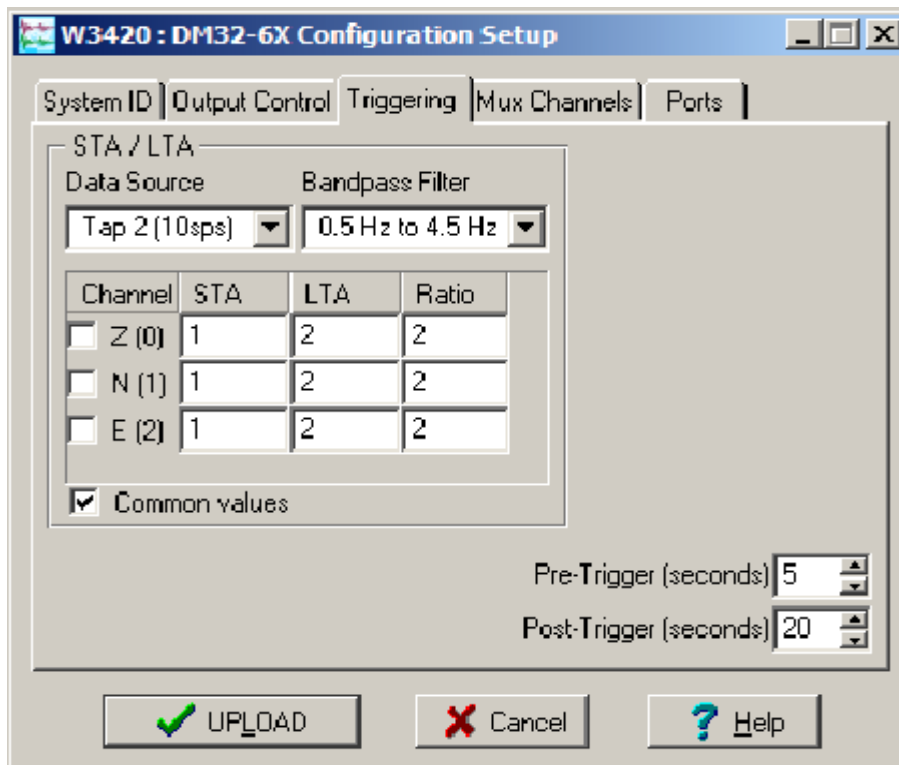 W3420 : DM32-6X Configuration Setup
System ID Output Control Triggering Mux Channels Ports
STA / LTA
Data Source Bandpass Filter
Tap 2 (10sps) 0.5 Hz to 4.5 Hz
Channel STA LTA Ratio
Z (0) 1 2 2
N (1) 1 2 2
E (2) 1 2 2
Common values
Pre-Trigger (seconds) 5
Post-Trigger (seconds) 20
UPLOAD Cancel Help